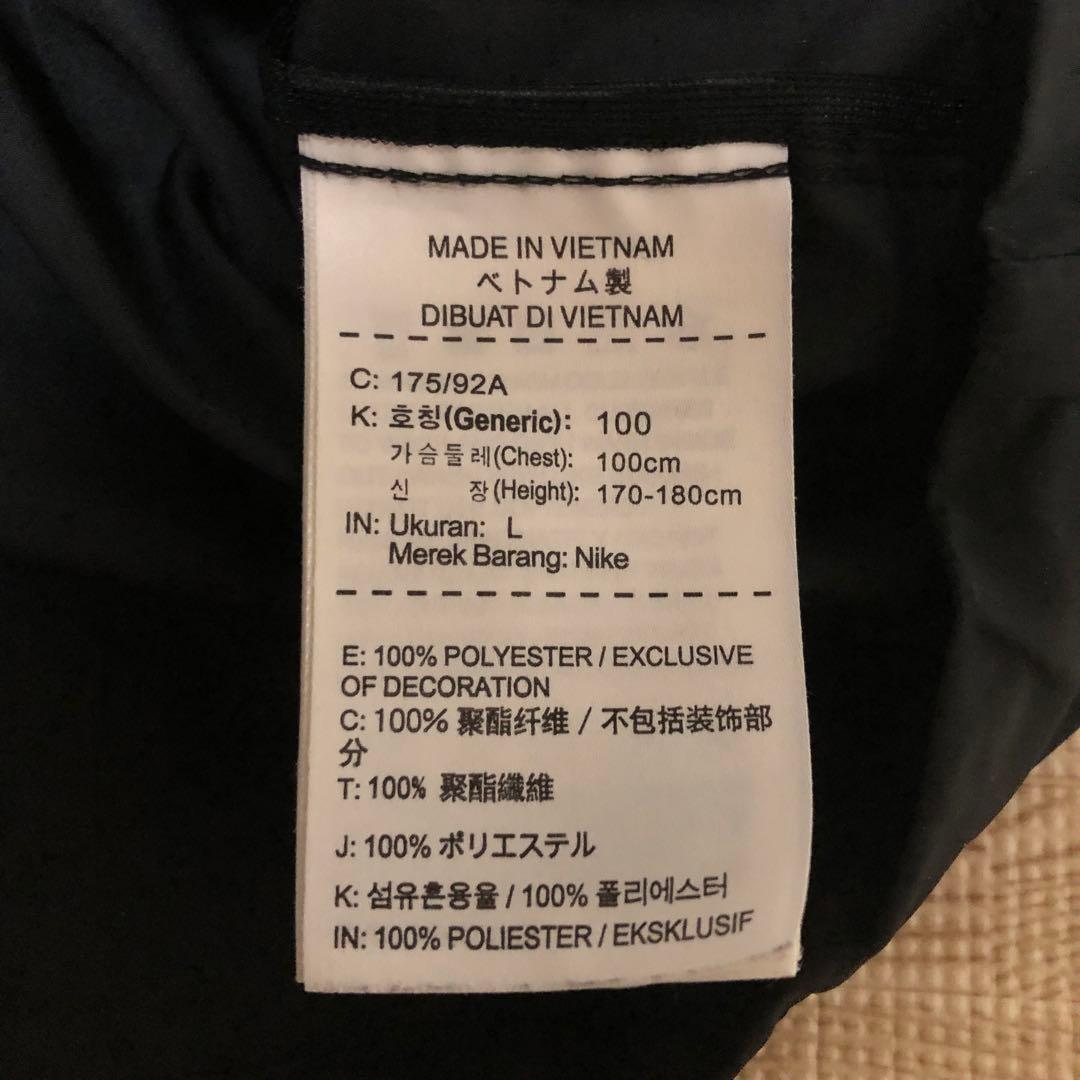 MADE IN VIETNAM
ベトナム製
DIBUAT DI VIETNAM
C: 175/92A
K: 호칭(Generic): 100
가슴둘레(Chest): 100cm
신 장(Height): 170-180cm
IN: Ukuran: L
Merek Barang: Nike
E: 100% POLYESTER / EXCLUSIVE
OF DECORATION
C: 100% 聚酯纤维 / 不包括装饰部
分
T: 100% 聚酯纖維
J: 100% ポリエステル
K: 섬유혼용율 / 100% 폴리에스터
IN: 100% POLIESTER / EKSKLUSIF